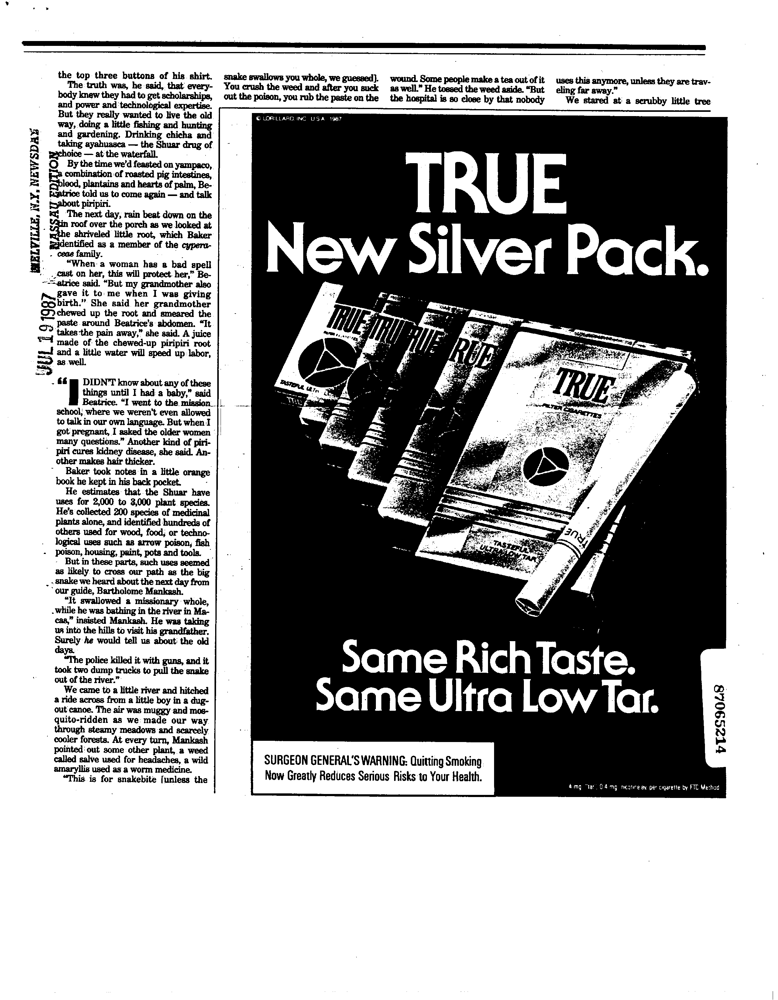 MELVILLE, N.Y. NEWSDAY
NASSAU EDITION
JUL 19 1987
the top three buttons of his shirt.
The truth was, he said, that every-
body knew they had to get scholarships,
and power and technological expertise.
But they really wanted to live the old
way, doing a little fishing and hunting
and gardening. Drinking chicha and
taking ayahuasca — the Shuar drug of
choice — at the waterfall.
By the time we'd feasted on yampaco,
a combination of roasted pig intestines,
blood, plantains and hearts of palm, Be-
atrice told us to come again — and talk
about piripiri.
The next day, rain beat down on the
tin roof over the porch as we looked at
the shriveled little root, which Baker
identified as a member of the cypera-
ceae family.
"When a woman has a bad spell
cast on her, this will protect her," Be-
atrice said. "But my grandmother also
gave it to me when I was giving
birth." She said her grandmother
chewed up the root and smeared the
paste around Beatrice's abdomen. "It
takes the pain away," she said. A juice
made of the chewed-up piripiri root
and a little water will speed up labor,
as well.
"I DIDN'T know about any of these
things until I had a baby," said
Beatrice. "I went to the mission
school, where we weren't even allowed
to talk in our own language. But when I
got pregnant, I asked the older women
many questions." Another kind of piri-
piri cures kidney disease, she said. An-
other makes hair thicker.
Baker took notes in a little orange
book he kept in his back pocket.
He estimates that the Shuar have
uses for 2,000 to 3,000 plant species.
He's collected 200 species of medicinal
plants alone, and identified hundreds of
others used for wood, food, or techno-
logical uses such as arrow poison, fish
poison, housing, paint, pots and tools.
But in these parts, such uses seemed
as likely to cross our path as the big
snake we heard about the next day from
our guide, Bartholome Mankash.
"It swallowed a missionary whole,
while he was bathing in the river in Ma-
cas," insisted Mankash. He was taking
us into the hills to visit his grandfather.
Surely he would tell us about the old
days.
"The police killed it with guns, and it
took two dump trucks to pull the snake
out of the river."
We came to a little river and hitched
a ride across from a little boy in a dug-
out canoe. The air was muggy and mos-
quito-ridden as we made our way
through steamy meadows and scarcely
cooler forests. At every turn, Mankash
pointed out some other plant, a weed
called salve used for headaches, a wild
amaryllis used as a worm medicine.
"This is for snakebite [unless the
snake swallows you whole, we guessed].
You crush the weed and after you suck
out the poison, you rub the paste on the
wound. Some people make a tea out of it
as well." He tossed the weed aside. "But
the hospital is so close by that nobody
uses this anymore, unless they are trav-
eling far away."
We stared at a scrubby little tree
© LORILLARD INC. U.S.A. 1987
TRUE
New Silver Pack.
TRUE
TRUE
TRUE
TRUE
TRUE
FILTER CIGARETTES
TASTEFUL
ULTRA LOW TAR
TRUE
Same Rich Taste.
Same Ultra Low Tar.
SURGEON GENERAL'S WARNING: Quitting Smoking
Now Greatly Reduces Serious Risks to Your Health.
4 mg. "tar", 0.4 mg. nicotine av. per cigarette by FTC Method
87065214